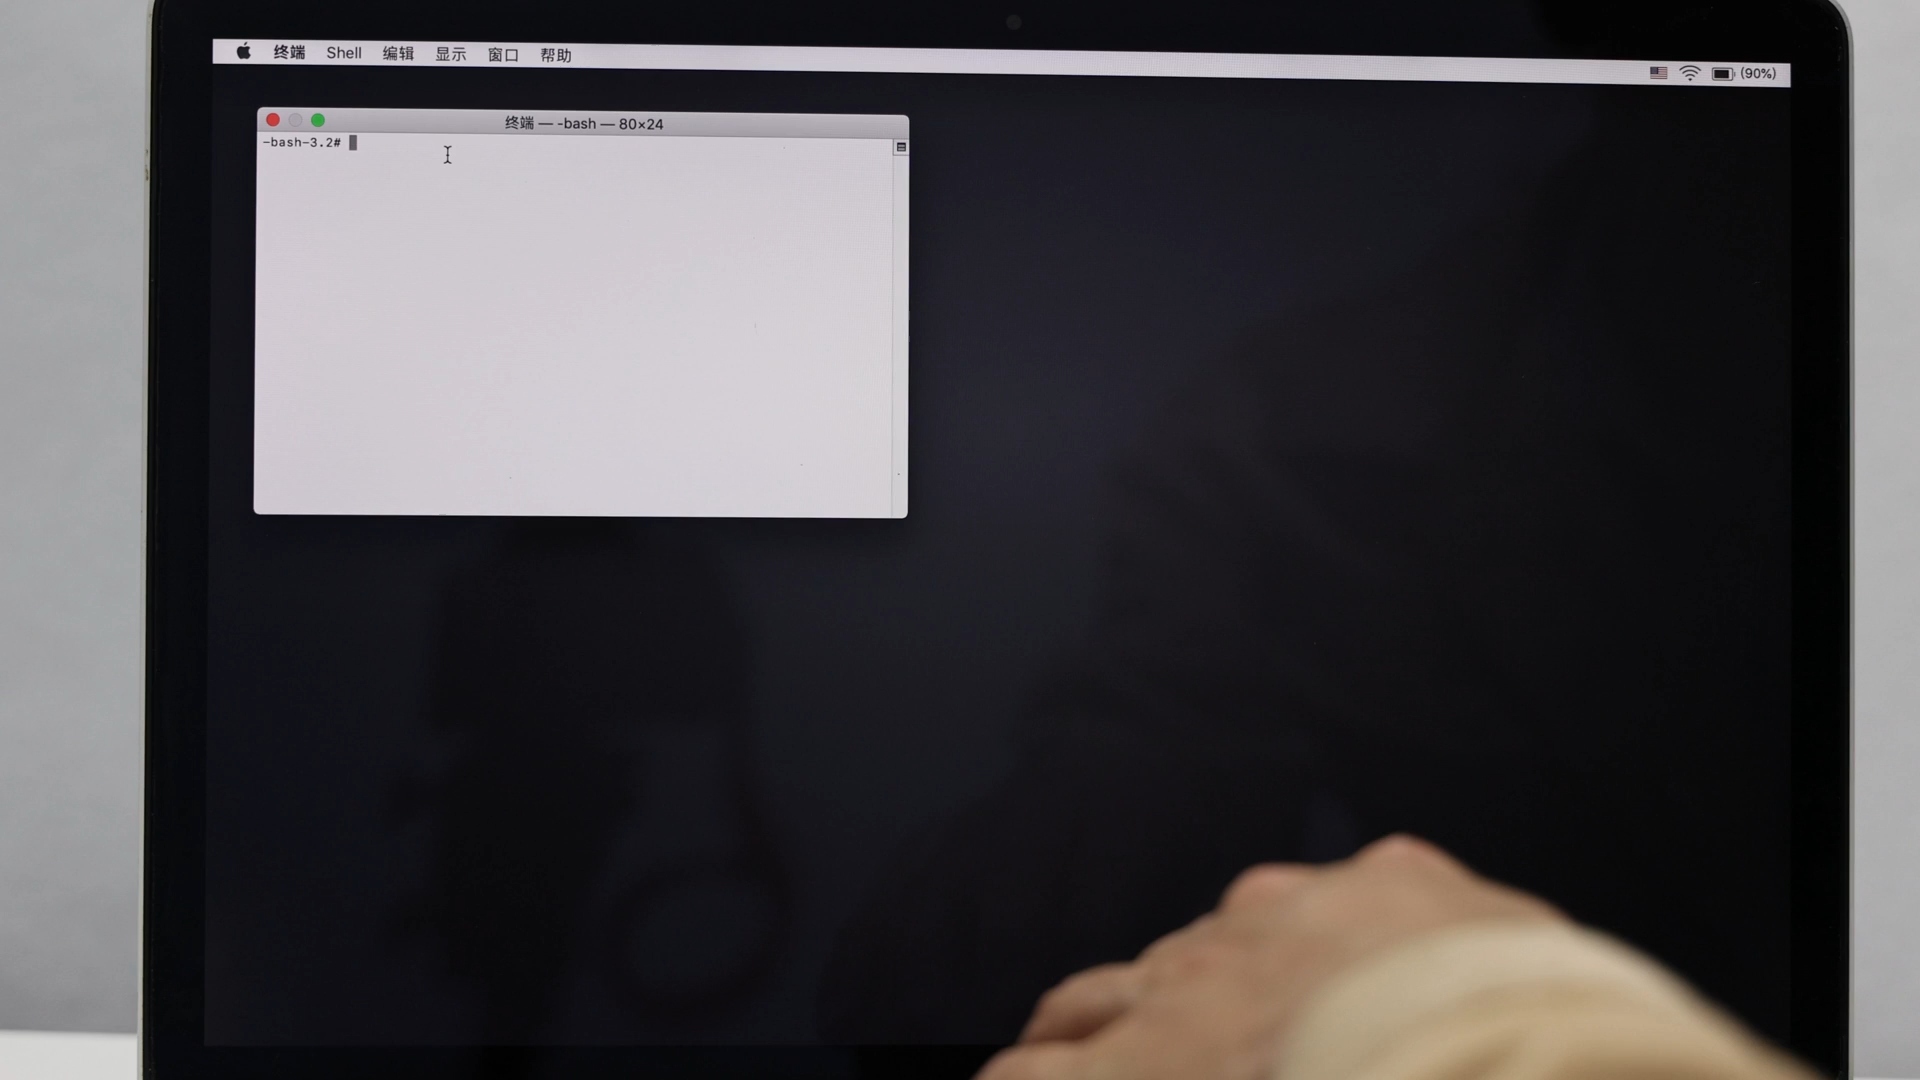 终端 Shell 编辑 显示 窗口 帮助 (90%)
终端 — -bash — 80×24
-bash-3.2#